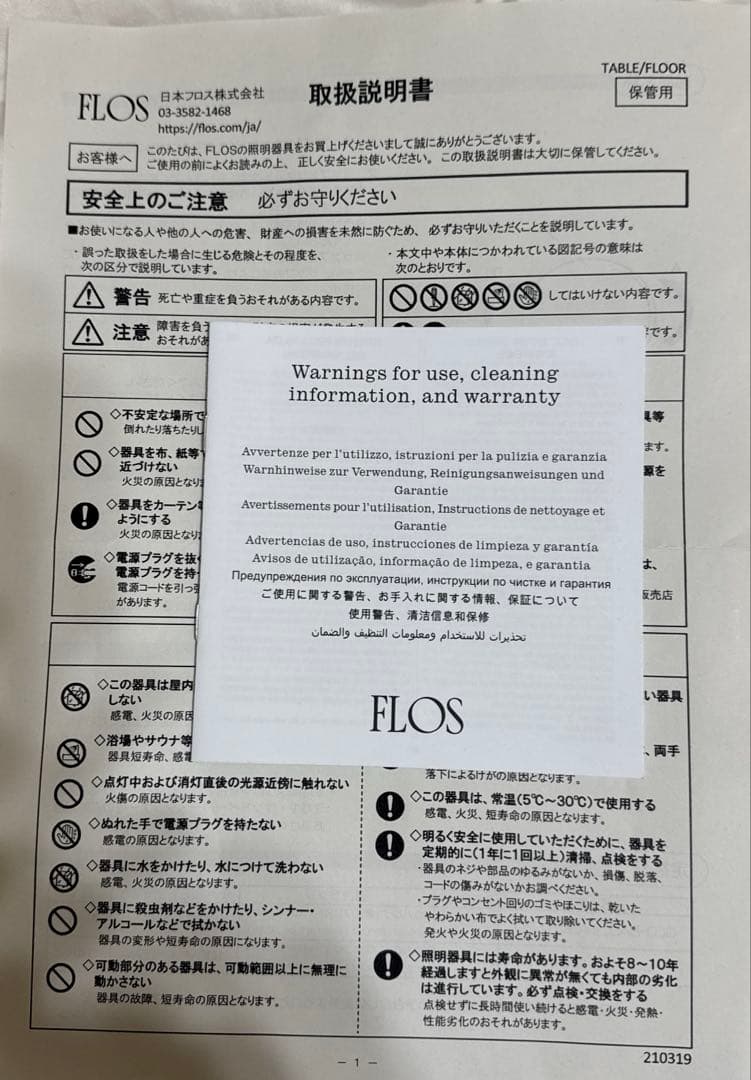 FLOS
日本フロス株式会社
03-3582-1468
https://flos.com/ja/
取扱説明書
TABLE/FLOOR
保管用
お客様へ
このたびは、FLOSの照明器具をお買上げくださいまして誠にありがとうございます。
ご使用の前によくお読みの上、正しく安全にお使いください。この取扱説明書は大切に保管してください。
安全上のご注意 必ずお守りください
■お使いになる人や他の人への危害、財産への損害を未然に防ぐため、必ずお守りいただくことを説明しています。
・誤った取扱をした場合に生じる危険とその程度を、
次の区分で説明しています。
・本文中や本体につかわれている図記号の意味は
次のとおりです。
警告 死亡や重症を負うおそれがある内容です。
してはいけない内容です。
注意 障害を負う
おそれがあ
です。
◇不安定な場所で
倒れたり落ちたりし
◇器具を布、紙等
近づけない
火災の原因となり
◇器具をカーテン
ようにする
火災の原因となり
◇電源プラグを抜
電源プラグを持
電源コードを引っ張
があります。
具等
ます。
源を
は、
販売店
Warnings for use, cleaning
information, and warranty
Avvertenze per l'utilizzo, istruzioni per la pulizia e garanzia
Warnhinweise zur Verwendung, Reinigungsanweisungen und
Garantie
Avertissements pour l'utilisation, Instructions de nettoyage et
Garantie
Advertencias de uso, instrucciones de limpieza y garantía
Avisos de utilização, informação de limpeza, e garantia
Предупреждения по эксплуатации, инструкции по чистке и гарантия
ご使用に関する警告、お手入れに関する情報、保証について
使用警告、清洁信息和保修
تحذيرات للاستخدام ومعلومات التنظيف والضمان
FLOS
◇この器具は屋内
しない
感電、火災の原因
◇浴場やサウナ等
器具短寿命、感電
◇点灯中および消灯直後の光源近傍に触れない
火傷の原因となります。
◇ぬれた手で電源プラグを持たない
感電の原因となります。
◇器具に水をかけたり、水につけて洗わない
感電、火災の原因となります。
◇器具に殺虫剤などをかけたり、シンナー・
アルコールなどで拭かない
器具の変形や短寿命の原因になります。
◇可動部分のある器具は、可動範囲以上に無理に
動かさない
器具の故障、短寿命の原因となります。
い器具
、両手
落下によるけがの原因となります。
◇この器具は、常温(5℃～30℃)で使用する
感電、火災、短寿命の原因となります。
◇明るく安全に使用していただくために、器具を
定期的に(1年に1回以上)清掃、点検をする
・器具のネジや部品のゆるみがないか、損傷、脱落、
コードの傷みがないかお調べください。
・プラグやコンセント回りのゴミやほこりは、乾いた
やわらかい布でよく拭いて取り除いてください。
発火や火災の原因となります。
◇照明器具には寿命があります。およそ8～10年
経過しますと外観に異常が無くても内部の劣化
は進行しています。必ず点検・交換をする
点検せずに長時間使い続けると感電・火災・発熱・
性能劣化のおそれがあります。
− 1 −
210319